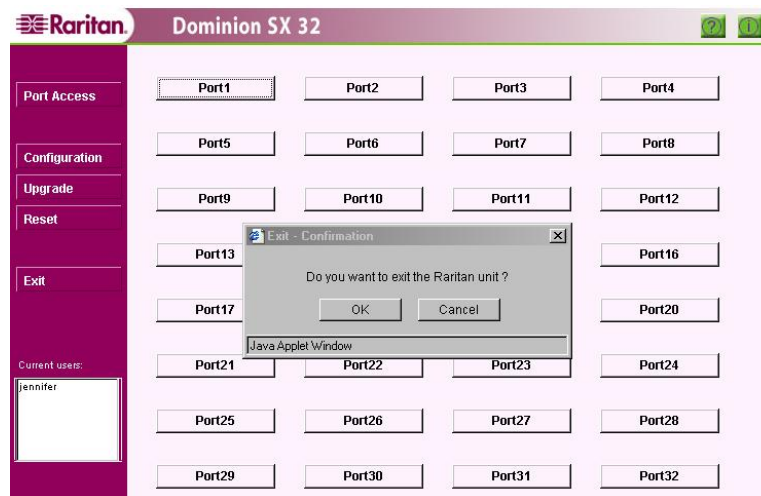 Raritan.
Dominion SX 32
? i
Port Access
Configuration
Upgrade
Reset
Exit
Current users:
jennifer
Port1 Port2 Port3 Port4
Port5 Port6 Port7 Port8
Port9 Port10 Port11 Port12
Port13 Port16
Port17 Port20
Port21 Port22 Port23 Port24
Port25 Port26 Port27 Port28
Port29 Port30 Port31 Port32
Exit - Confirmation
Do you want to exit the Raritan unit ?
OK Cancel
Java Applet Window